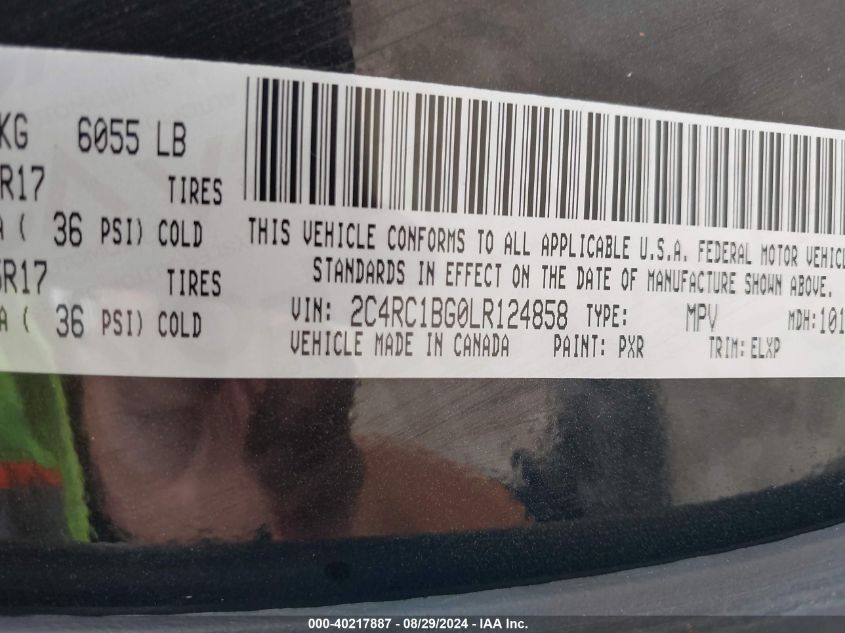 KG 6055 LB
R17 TIRES
A ( 36 PSI) COLD
5R17 TIRES
A ( 36 PSI) COLD
THIS VEHICLE CONFORMS TO ALL APPLICABLE U.S.A. FEDERAL MOTOR VEHICL
STANDARDS IN EFFECT ON THE DATE OF MANUFACTURE SHOWN ABOVE.
VIN: 2C4RC1BG0LR124858 TYPE: MPV MDH:101
VEHICLE MADE IN CANADA PAINT: PXR TRIM: ELXP
000-40217887 - 08/29/2024 - IAA Inc.